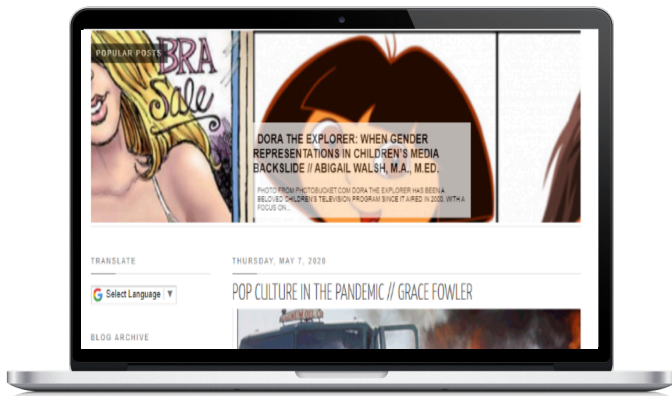 POPULAR POSTS
BRA
Sale
DORA THE EXPLORER: WHEN GENDER
REPRESENTATIONS IN CHILDREN'S MEDIA
BACKSLIDE // ABIGAIL WALSH, M.A., M.ED.
PHOTO FROM PHOTOBUCKET.COM DORA THE EXPLORER HAS BEEN A
BELOVED CHILDREN'S TELEVISION PROGRAM SINCE IT AIRED IN 2000, WITH A
FOCUS ON...
TRANSLATE
Select Language
BLOG ARCHIVE
THURSDAY, MAY 7, 2020
POP CULTURE IN THE PANDEMIC // GRACE FOWLER